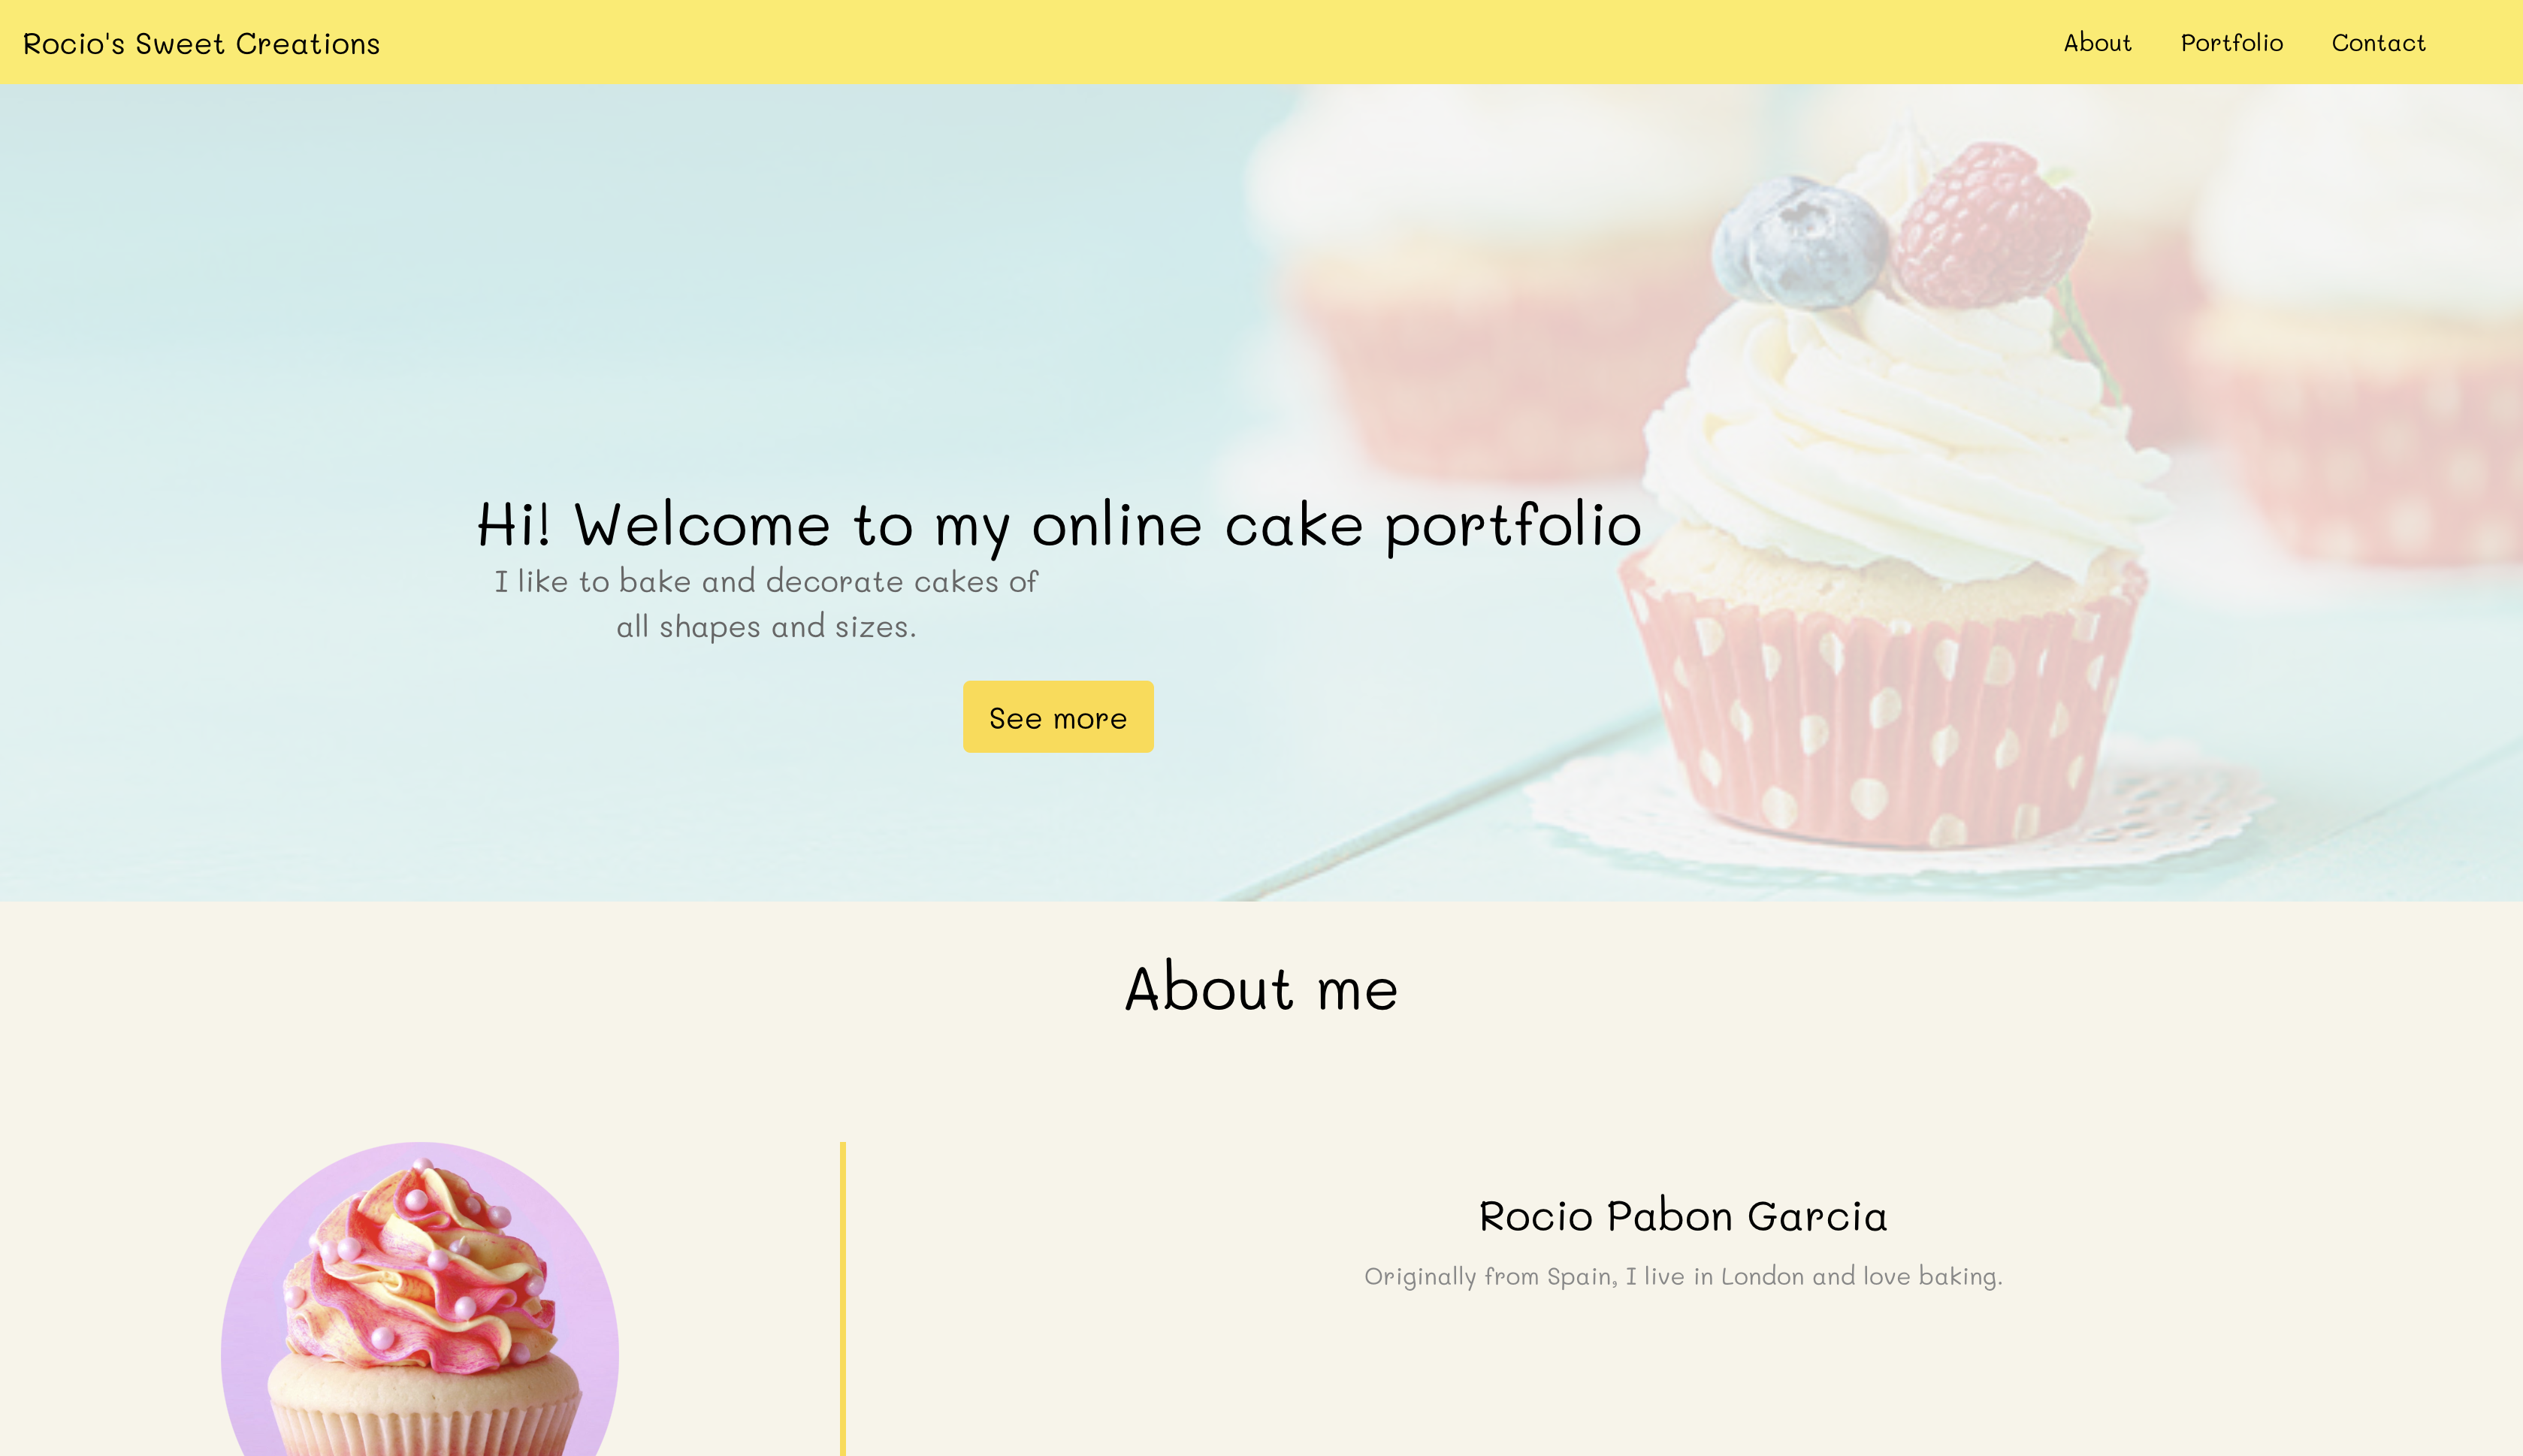 Rocio's Sweet Creations
About Portfolio Contact
Hi! Welcome to my online cake portfolio
I like to bake and decorate cakes of
all shapes and sizes.
See more
About me
Rocio Pabon Garcia
Originally from Spain, I live in London and love baking.